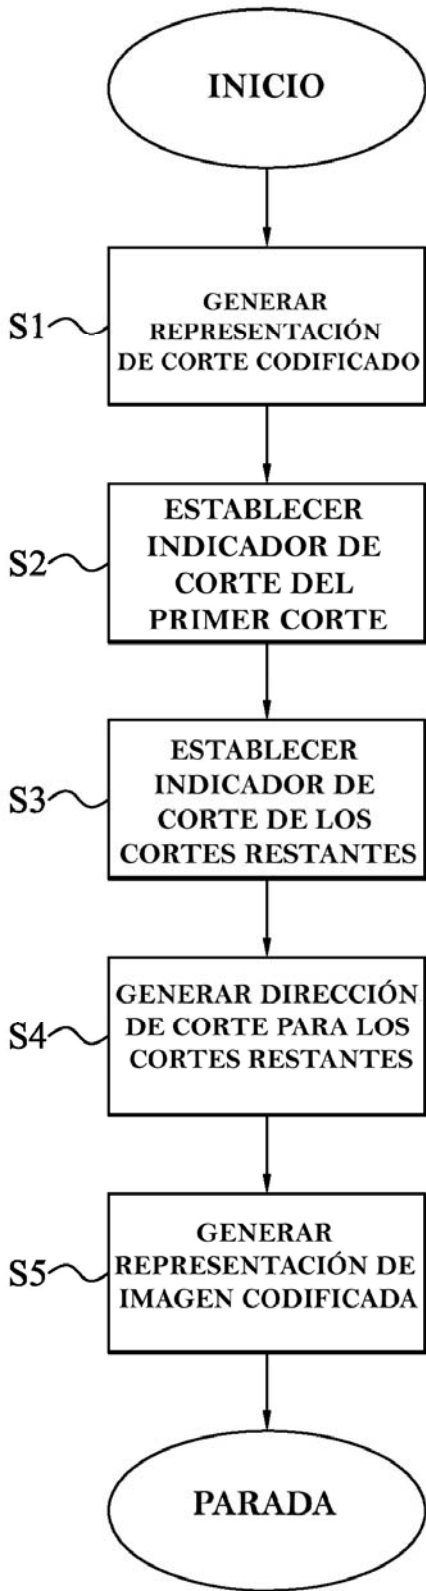 INICIO
S1
GENERAR
REPRESENTACIÓN
DE CORTE CODIFICADO
S2
ESTABLECER
INDICADOR DE
CORTE DEL
PRIMER CORTE
S3
ESTABLECER
INDICADOR DE
CORTE DE LOS
CORTES RESTANTES
S4
GENERAR DIRECCIÓN
DE CORTE PARA LOS
CORTES RESTANTES
S5
GENERAR
REPRESENTACIÓN DE
IMAGEN CODIFICADA
PARADA